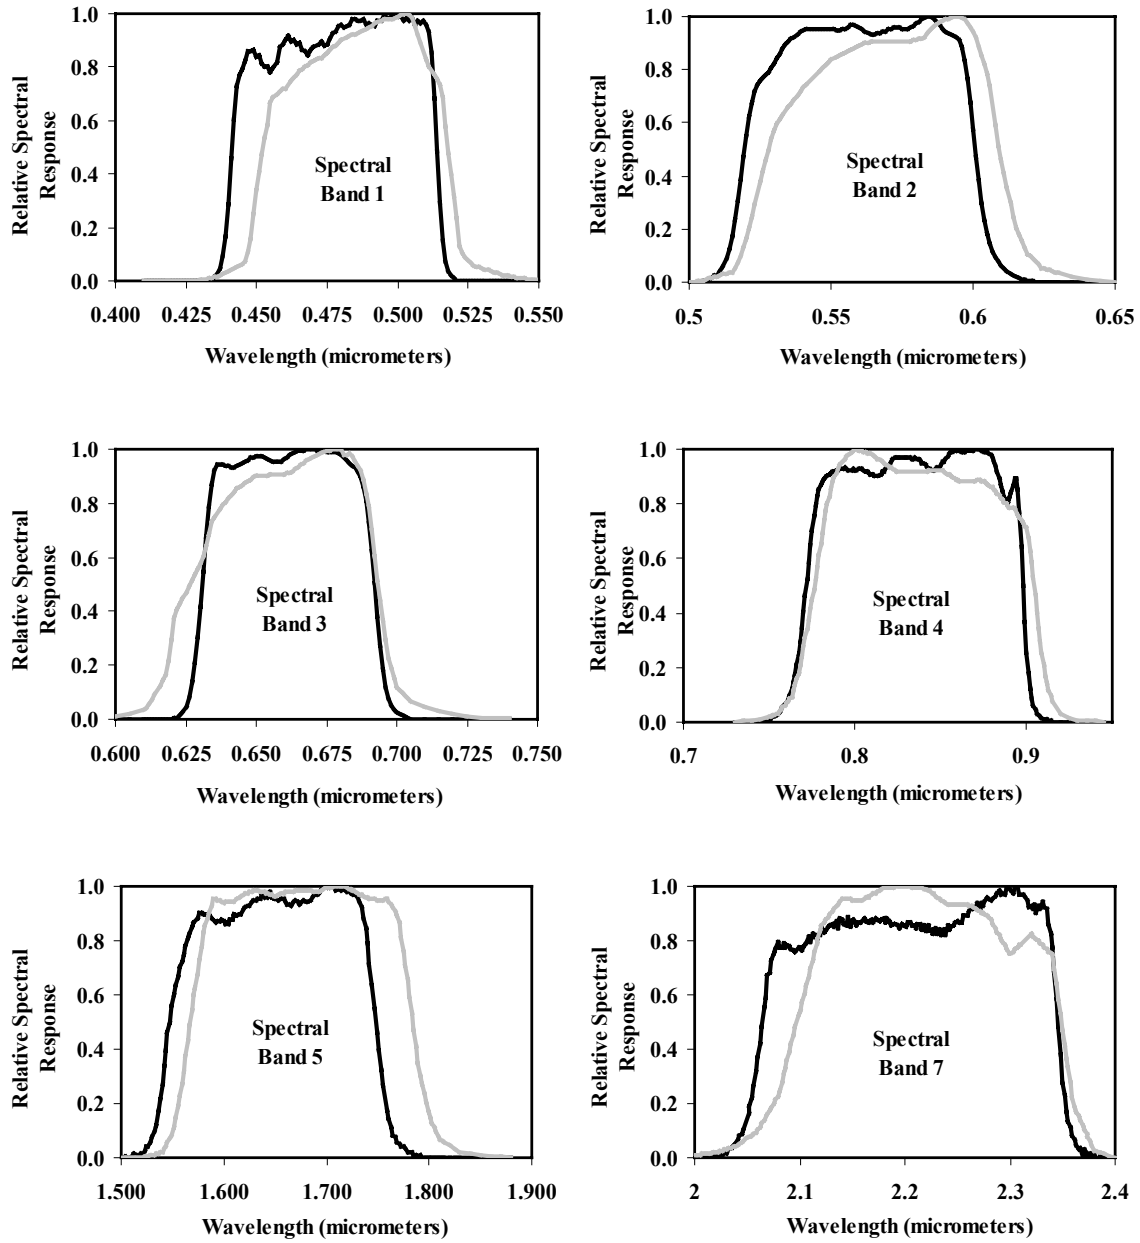 Relative Spectral
Response
1.0
0.8
0.6
0.4
0.2
0.0
Spectral
Band 1
0.400 0.425 0.450 0.475 0.500 0.525 0.550
Wavelength (micrometers)
Relative Spectral
Response
1.0
0.8
0.6
0.4
0.2
0.0
Spectral
Band 2
0.5 0.55 0.6 0.65
Wavelength (micrometers)
Relative Spectral
Response
1.0
0.8
0.6
0.4
0.2
0.0
Spectral
Band 3
0.600 0.625 0.650 0.675 0.700 0.725 0.750
Wavelength (micrometers)
Relative Spectral
Response
1.0
0.8
0.6
0.4
0.2
0.0
Spectral
Band 4
0.7 0.8 0.9
Wavelength (micrometers)
Relative Spectral
Response
1.0
0.8
0.6
0.4
0.2
0.0
Spectral
Band 5
1.500 1.600 1.700 1.800 1.900
Wavelength (micrometers)
Relative Spectral
Response
1.0
0.8
0.6
0.4
0.2
0.0
Spectral
Band 7
2 2.1 2.2 2.3 2.4
Wavelength (micrometers)